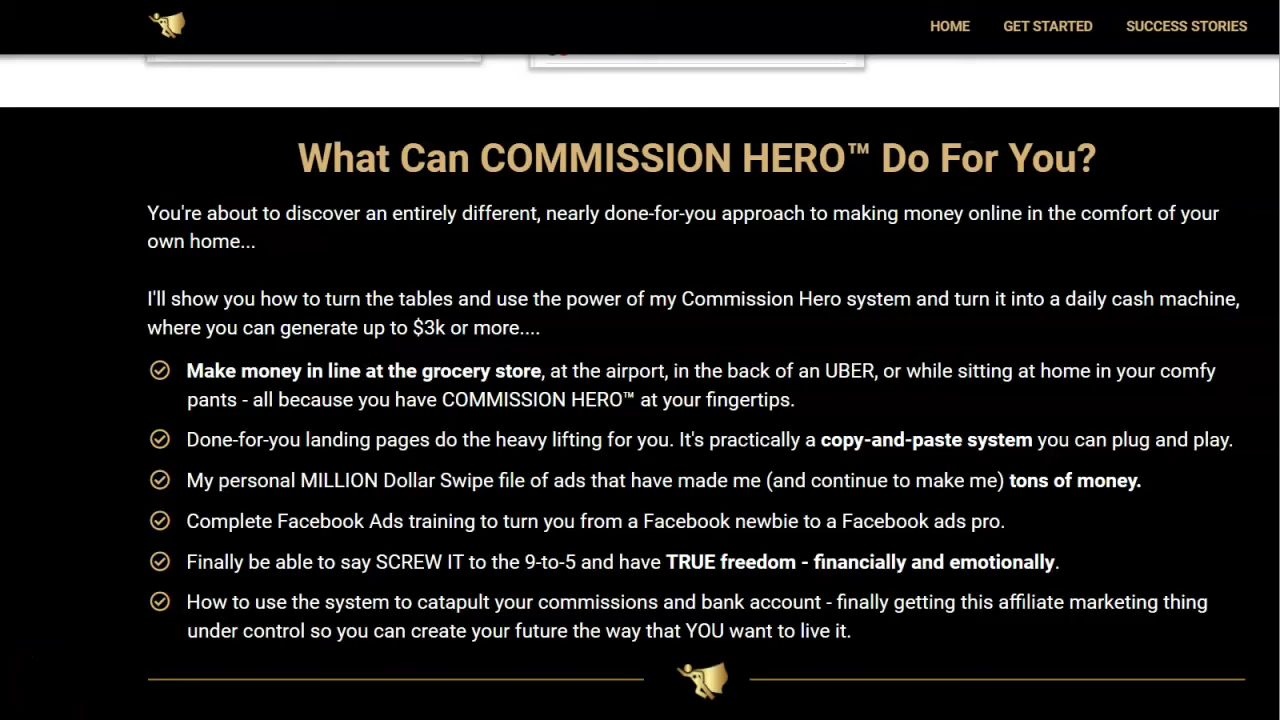 HOME GET STARTED SUCCESS STORIES
What Can COMMISSION HERO™ Do For You?
You're about to discover an entirely different, nearly done-for-you approach to making money online in the comfort of your
own home...
I'll show you how to turn the tables and use the power of my Commission Hero system and turn it into a daily cash machine,
where you can generate up to $3k or more....
Make money in line at the grocery store, at the airport, in the back of an UBER, or while sitting at home in your comfy
pants - all because you have COMMISSION HERO™ at your fingertips.
Done-for-you landing pages do the heavy lifting for you. It's practically a copy-and-paste system you can plug and play.
My personal MILLION Dollar Swipe file of ads that have made me (and continue to make me) tons of money.
Complete Facebook Ads training to turn you from a Facebook newbie to a Facebook ads pro.
Finally be able to say SCREW IT to the 9-to-5 and have TRUE freedom - financially and emotionally.
How to use the system to catapult your commissions and bank account - finally getting this affiliate marketing thing
under control so you can create your future the way that YOU want to live it.